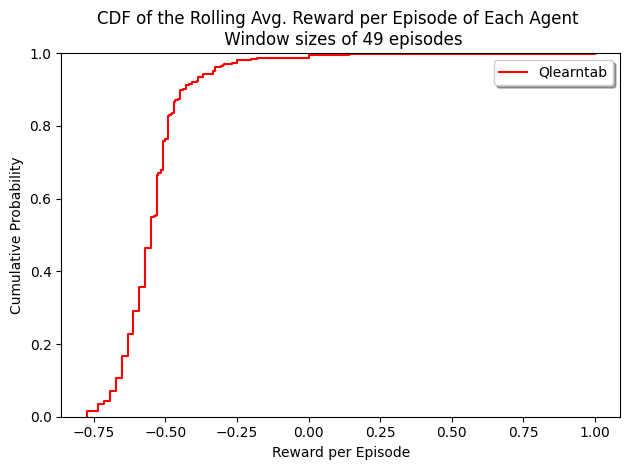 CDF of the Rolling Avg. Reward per Episode of Each Agent
Window sizes of 49 episodes
Qlearntab
Cumulative Probability
1.0
0.8
0.6
0.4
0.2
0.0
−0.75 −0.50 −0.25 0.00 0.25 0.50 0.75 1.00
Reward per Episode